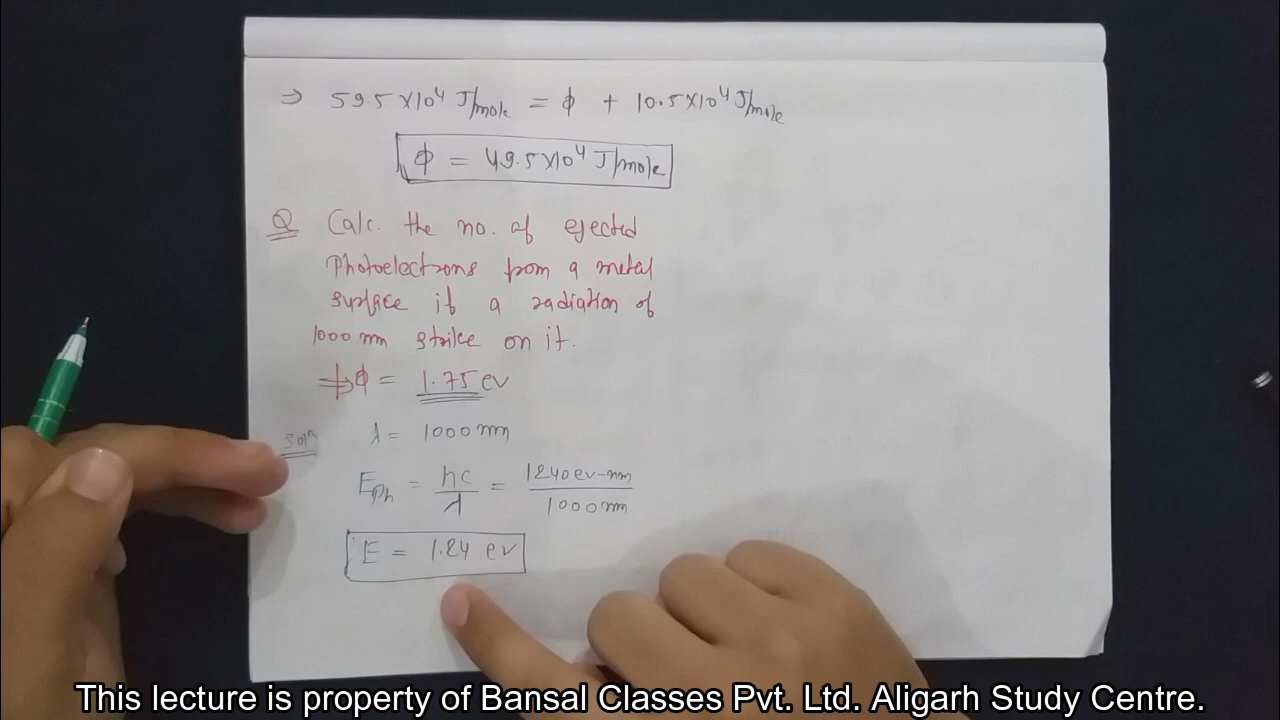 ⇒ 59.5×10⁴ J/mole = ϕ + 10.5×10⁴ J/mole
ϕ = 49.5×10⁴ J/mole
Q Calc. the no. of ejected
Photoelectrons from a metal
surface if a radiation of
1000 nm strike on it.
⇒ ϕ = 1.75 ev
Solⁿ λ = 1000 nm
E_Ph = hc/λ = 1240 ev-nm/1000 nm
E = 1.24 ev
This lecture is property of Bansal Classes Pvt. Ltd. Aligarh Study Centre.